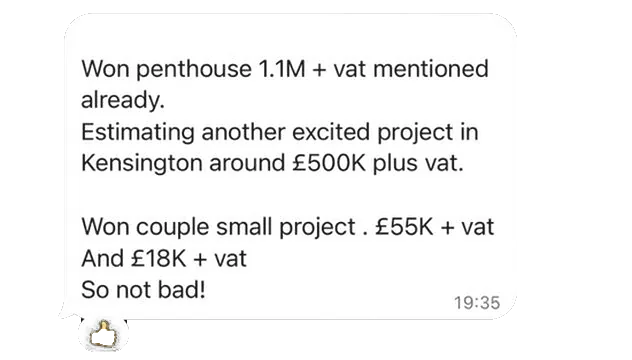 Won penthouse 1.1M + vat mentioned
already.
Estimating another excited project in
Kensington around £500K plus vat.
Won couple small project . £55K + vat
And £18K + vat
So not bad!
19:35